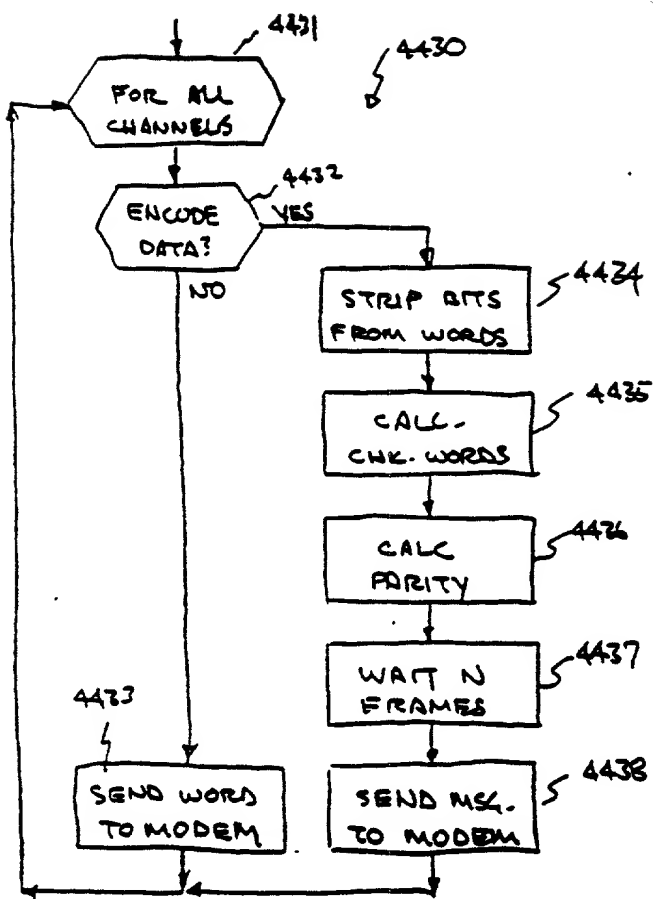 4431
4430
FOR ALL
CHANNELS
4432
ENCODE
DATA?
YES
NO
4434
STRIP BITS
FROM WORDS
4435
CALC.
CHK. WORDS
4436
CALC
PARITY
4437
WAIT N
FRAMES
4433
SEND WORD
TO MODEM
4438
SEND MSG.
TO MODEM